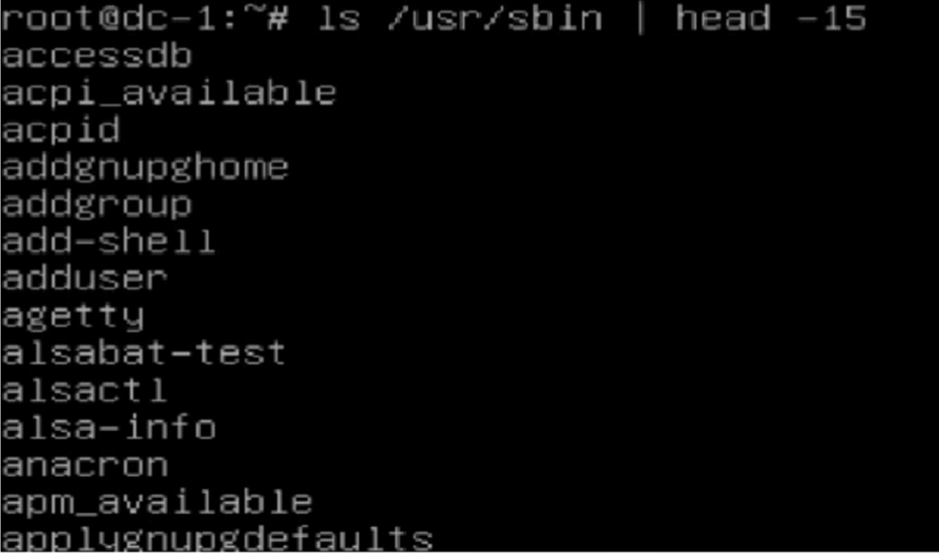 root@dc-1:~# ls /usr/sbin | head -15
accessdb
acpi_available
acpid
addgnupghome
addgroup
add-shell
adduser
agetty
alsabat-test
alsactl
alsa-info
anacron
apm_available
applygnupgdefaults